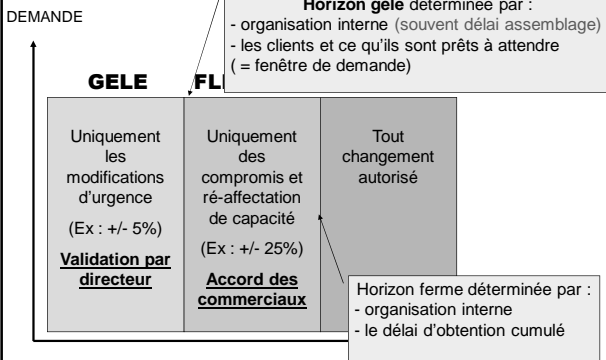 DEMANDE
Horizon gelé déterminée par :
- organisation interne (souvent délai assemblage)
- les clients et ce qu'ils sont prêts à attendre
( = fenêtre de demande)
GELE
Uniquement
les
modifications
d'urgence
(Ex : +/- 5%)
Validation par
directeur
Uniquement
des
compromis et
ré-affectation
de capacité
(Ex : +/- 25%)
Accord des
commerciaux
Tout
changement
autorisé
Horizon ferme déterminée par :
- organisation interne
- le délai d'obtention cumulé